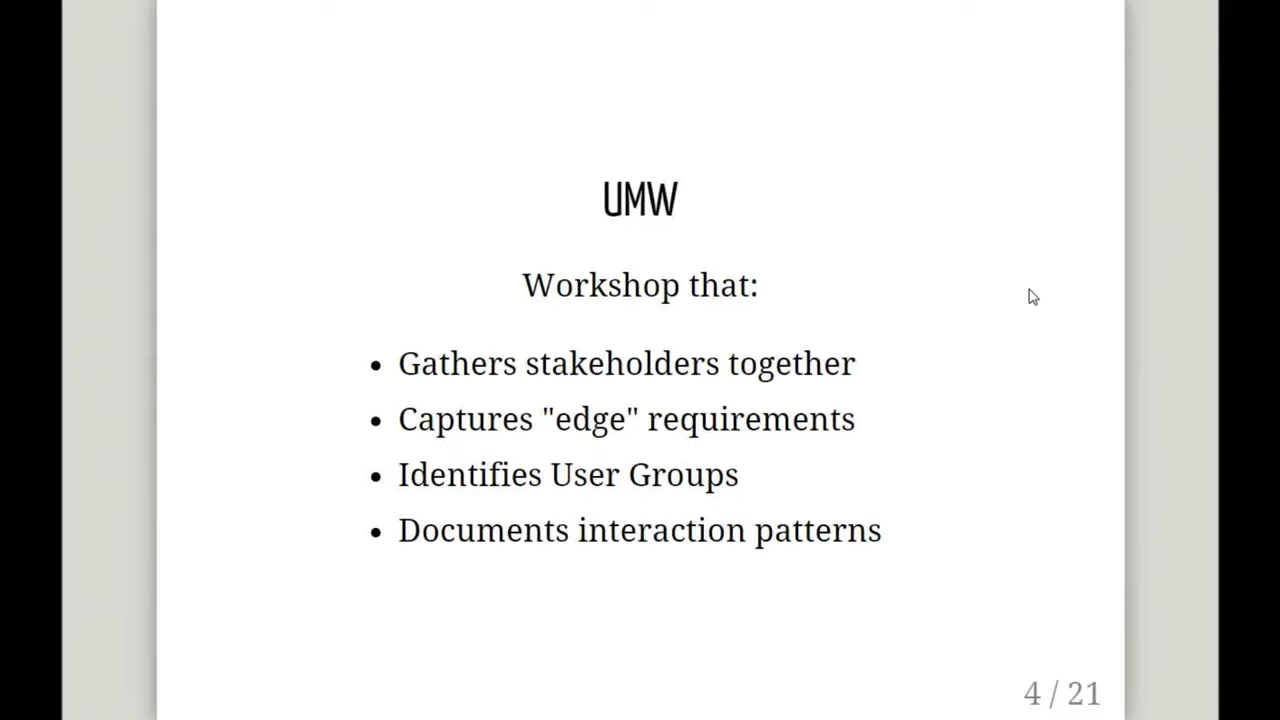 UMW
Workshop that:
• Gathers stakeholders together
• Captures "edge" requirements
• Identifies User Groups
• Documents interaction patterns
4 / 21